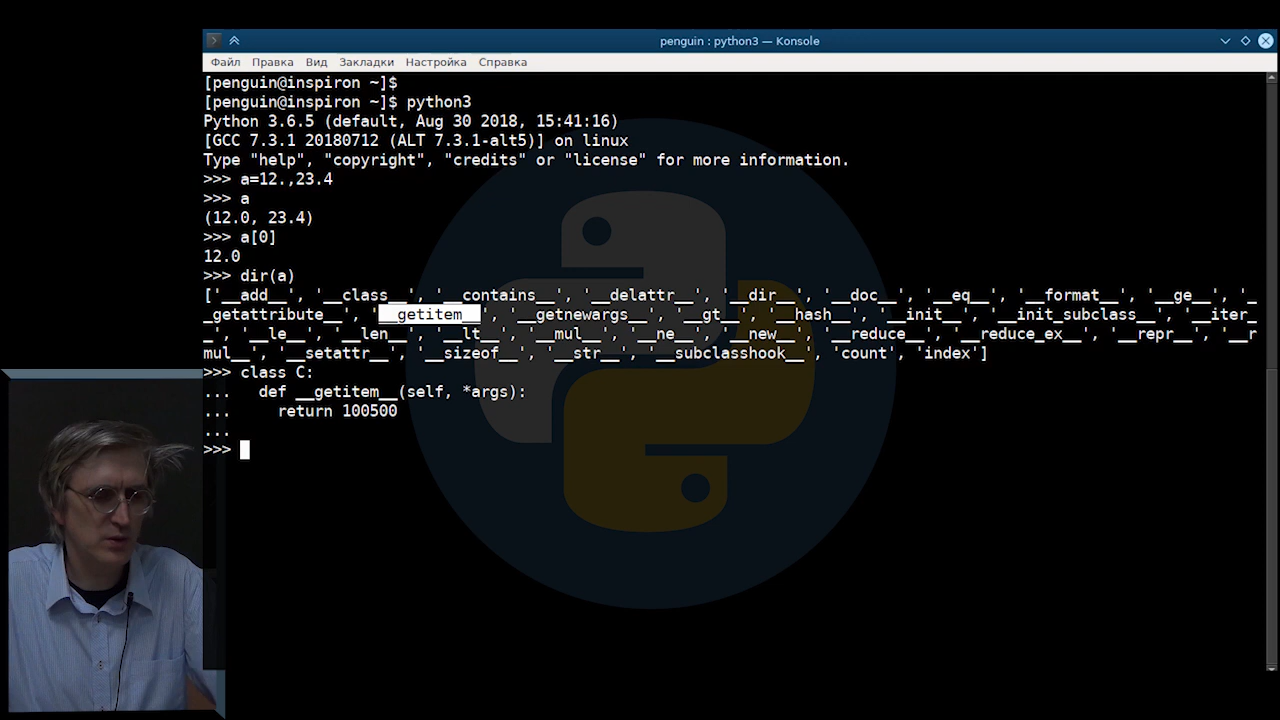 penguin : python3 — Konsole
Файл Правка Вид Закладки Настройка Справка
[penguin@inspiron ~]$
[penguin@inspiron ~]$ python3
Python 3.6.5 (default, Aug 30 2018, 15:41:16)
[GCC 7.3.1 20180712 (ALT 7.3.1-alt5)] on linux
Type "help", "copyright", "credits" or "license" for more information.
>>> a=12.,23.4
>>> a
(12.0, 23.4)
>>> a[0]
12.0
>>> dir(a)
['__add__', '__class__', '__contains__', '__delattr__', '__dir__', '__doc__', '__eq__', '__format__', '__ge__', '_
_getattribute__', '__getitem__', '__getnewargs__', '__gt__', '__hash__', '__init__', '__init_subclass__', '__iter_
_', '__le__', '__len__', '__lt__', '__mul__', '__ne__', '__new__', '__reduce__', '__reduce_ex__', '__repr__', '__r
mul__', '__setattr__', '__sizeof__', '__str__', '__subclasshook__', 'count', 'index']
>>> class C:
...   def __getitem__(self, *args):
...     return 100500
...
>>>